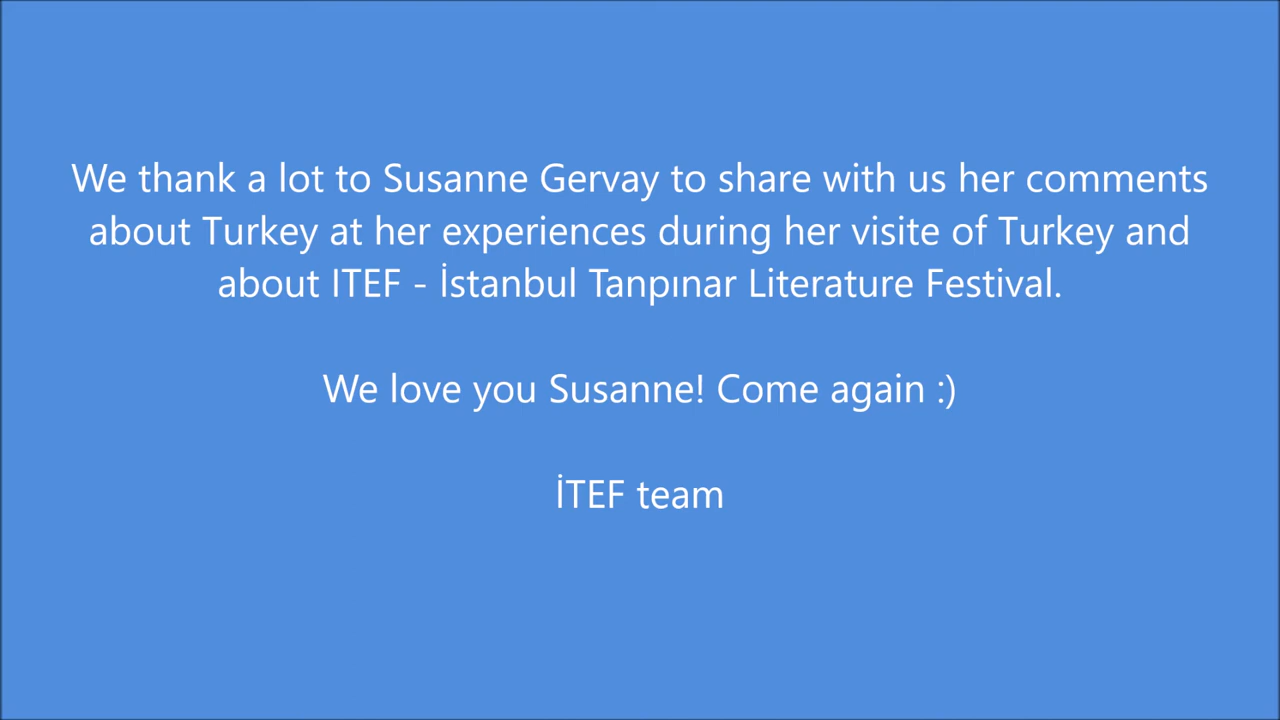 We thank a lot to Susanne Gervay to share with us her comments
about Turkey at her experiences during her visite of Turkey and
about ITEF - İstanbul Tanpınar Literature Festival.
We love you Susanne! Come again :)
İTEF team